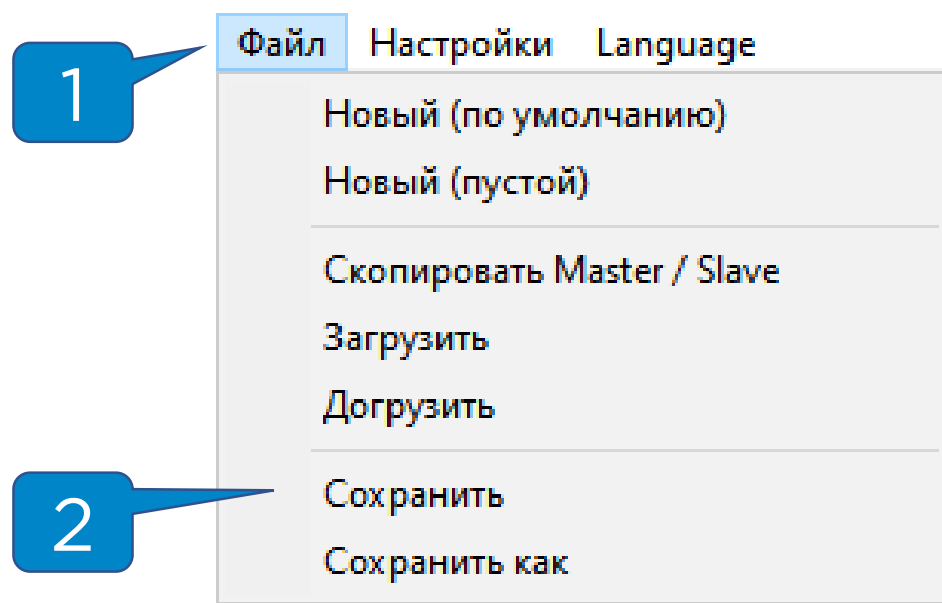 1
Файл Настройки Language
Новый (по умолчанию)
Новый (пустой)
Скопировать Master / Slave
Загрузить
Догрузить
2
Сохранить
Сохранить как